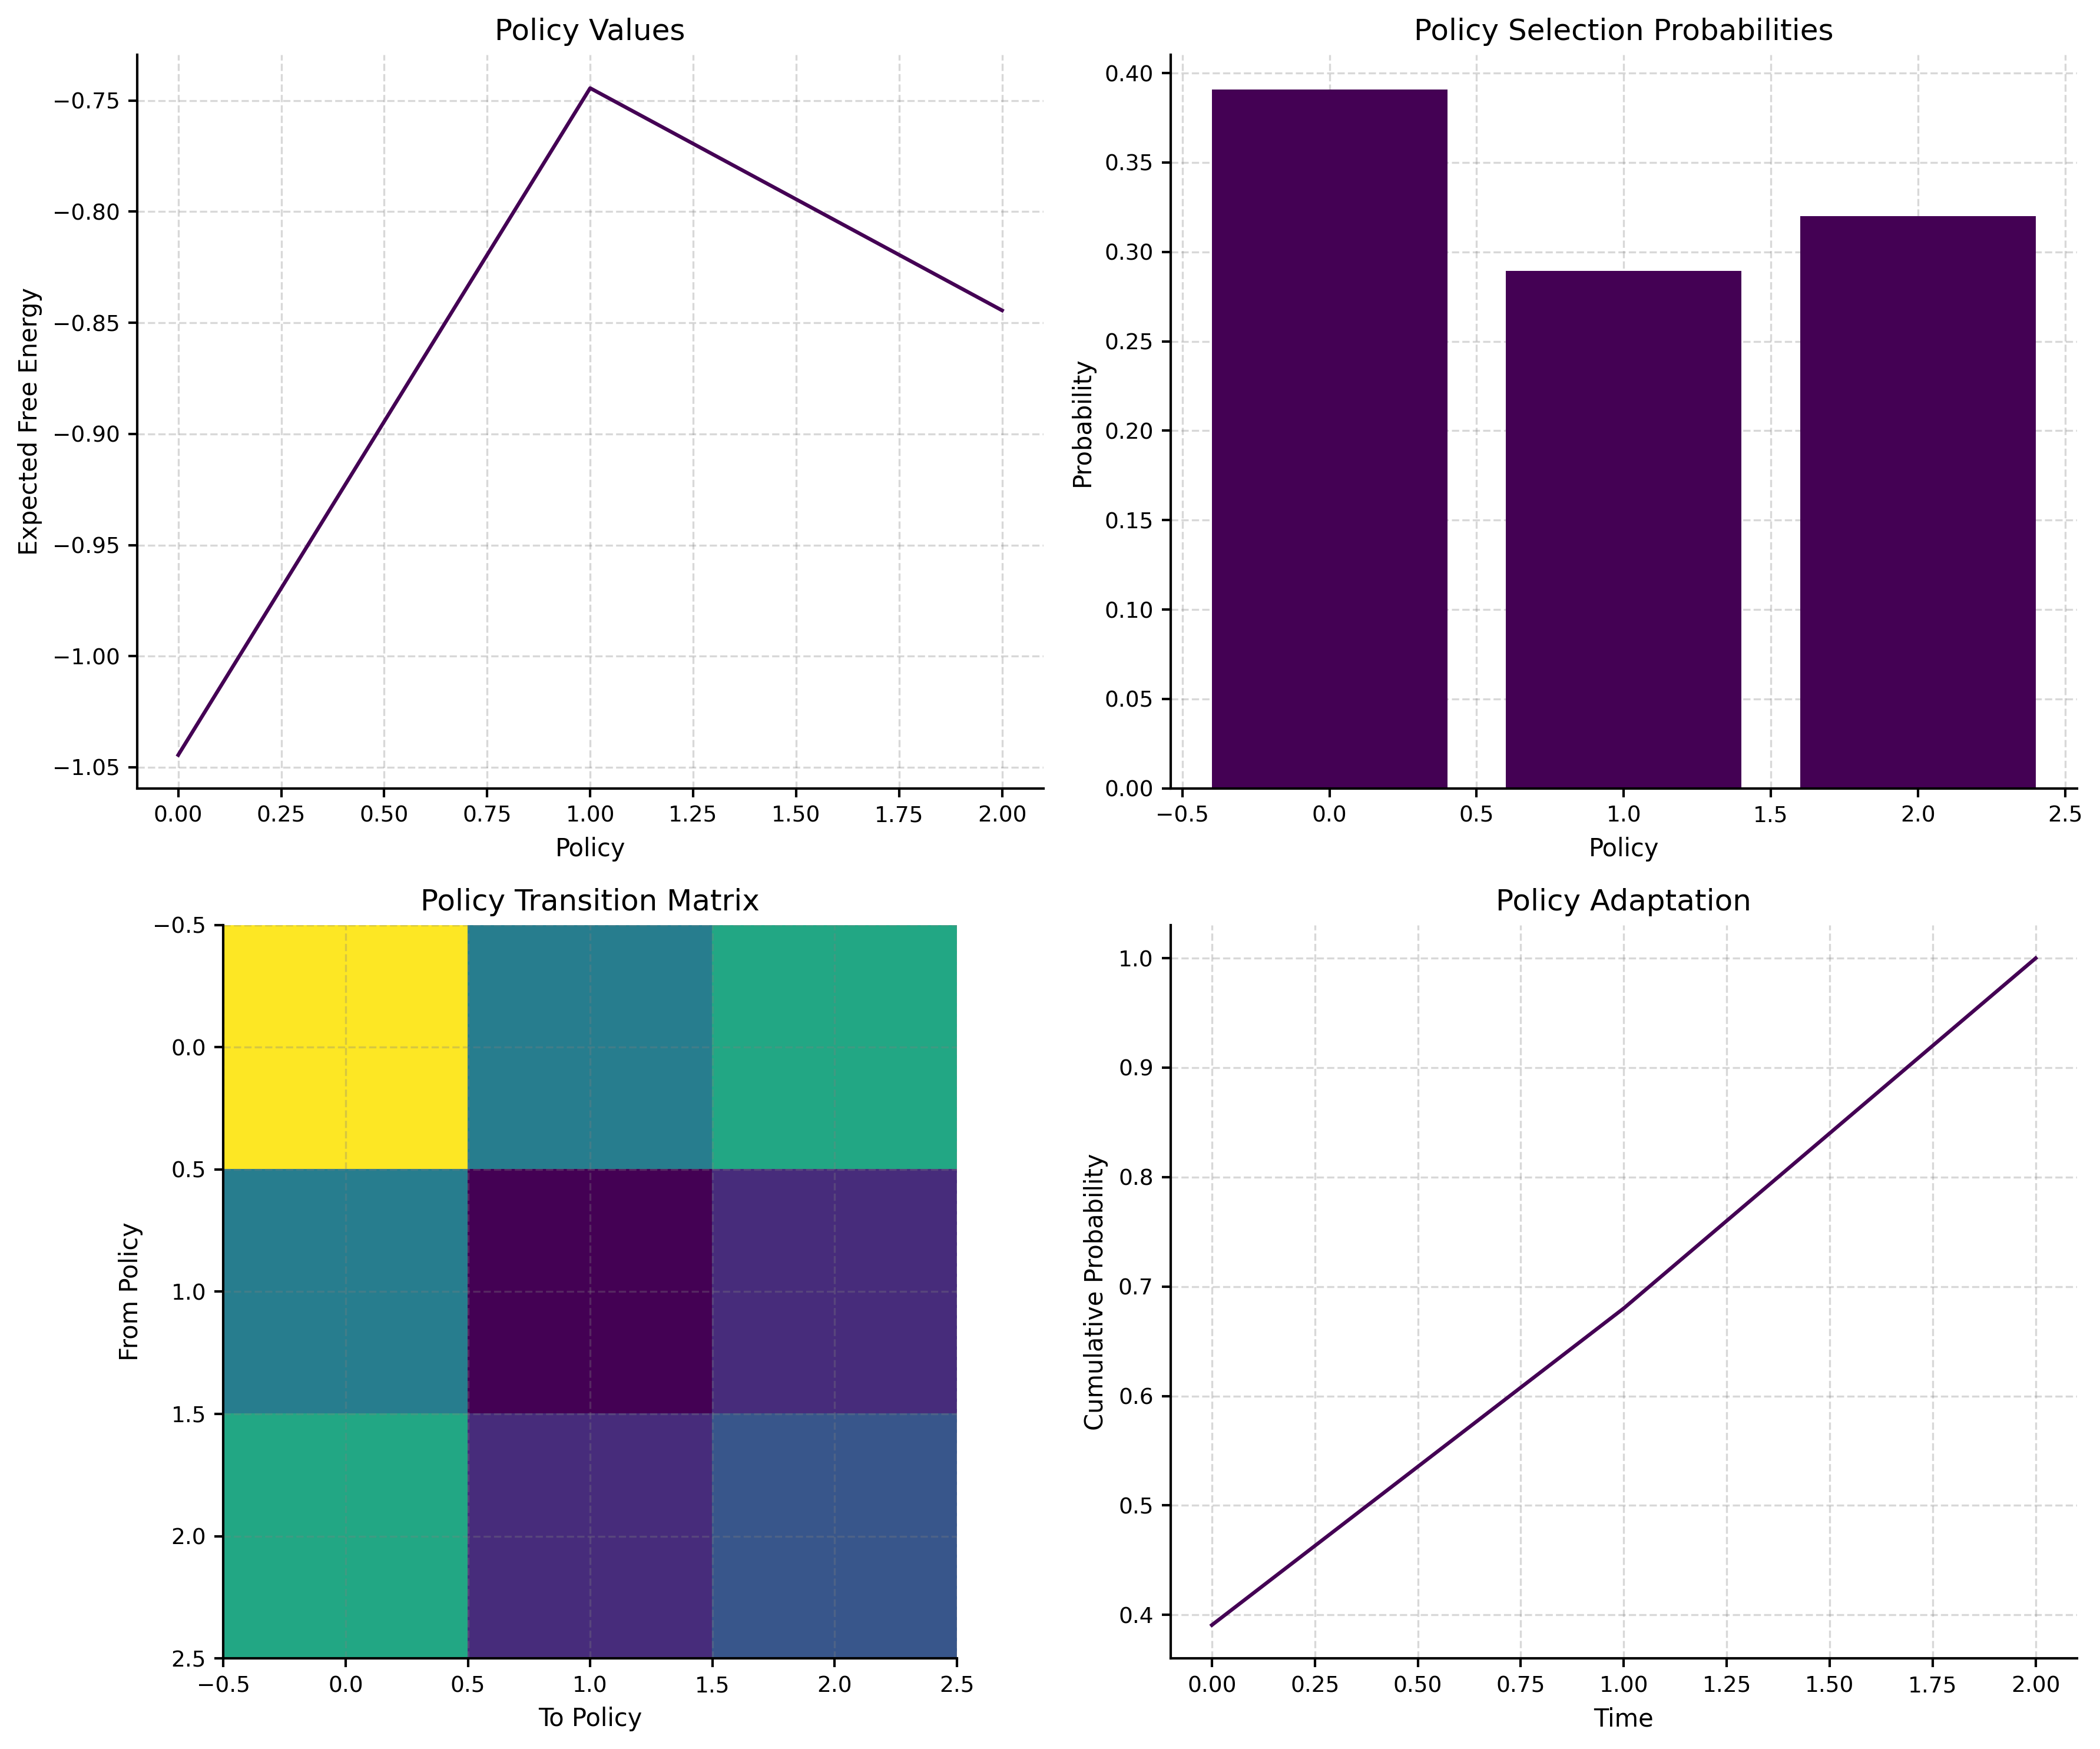 Policy Values
Expected Free Energy
−0.75
−0.80
−0.85
−0.90
−0.95
−1.00
−1.05
0.00 0.25 0.50 0.75 1.00 1.25 1.50 1.75 2.00
Policy
Policy Selection Probabilities
Probability
0.40
0.35
0.30
0.25
0.20
0.15
0.10
0.05
0.00
−0.5 0.0 0.5 1.0 1.5 2.0 2.5
Policy
Policy Transition Matrix
From Policy
−0.5
0.0
0.5
1.0
1.5
2.0
2.5
−0.5 0.0 0.5 1.0 1.5 2.0 2.5
To Policy
Policy Adaptation
Cumulative Probability
1.0
0.9
0.8
0.7
0.6
0.5
0.4
0.00 0.25 0.50 0.75 1.00 1.25 1.50 1.75 2.00
Time